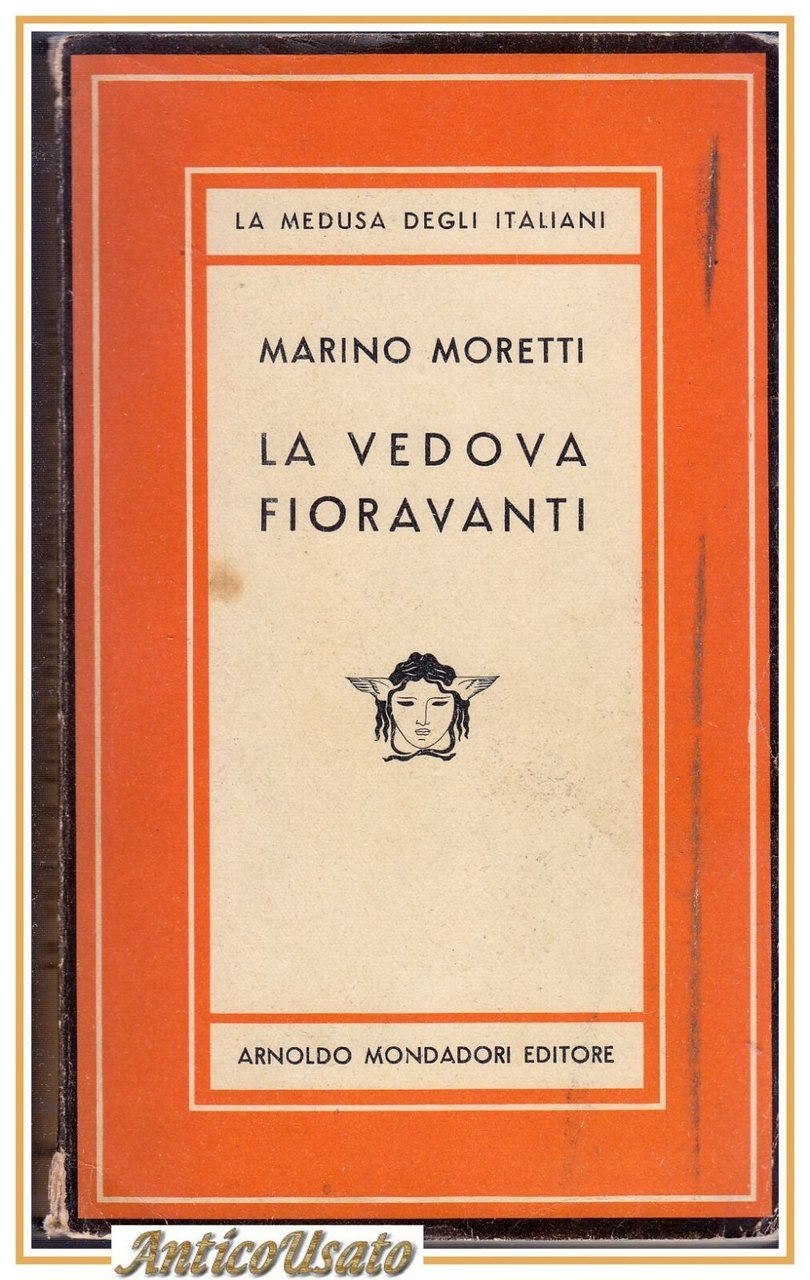 LA MEDUSA DEGLI ITALIANI
MARINO MORETTI
LA VEDOVA
FIORAVANTI
ARNOLDO MONDADORI EDITORE
AnticoUsato